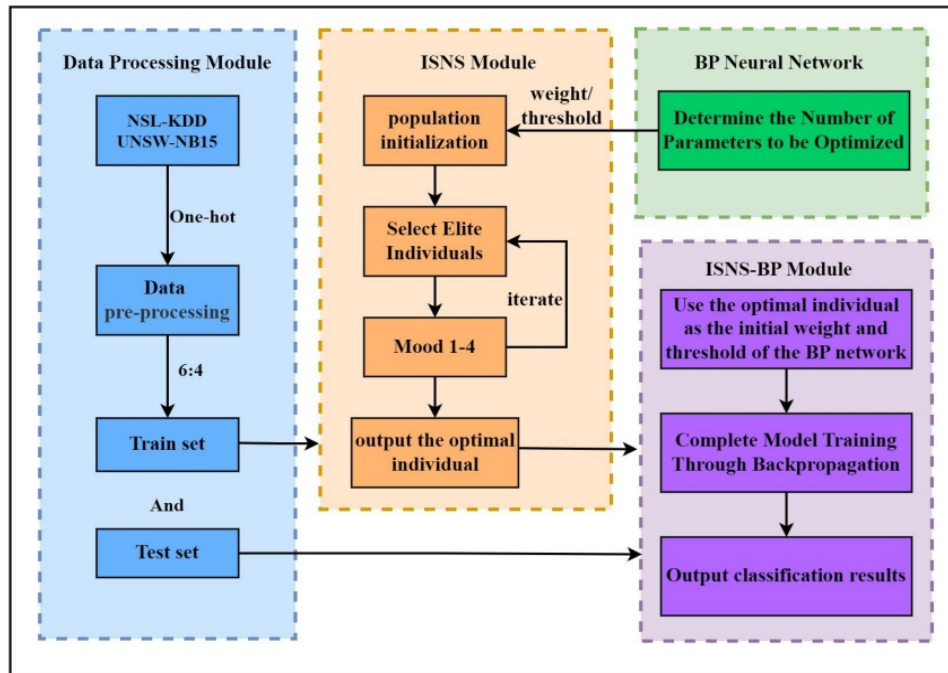 Data Processing Module
NSL-KDD
UNSW-NB15
One-hot
Data
pre-processing
6:4
Train set
And
Test set
ISNS Module
weight/
threshold
population
initialization
Select Elite
Individuals
iterate
Mood 1-4
output the optimal
individual
BP Neural Network
Determine the Number of
Parameters to be Optimized
ISNS-BP Module
Use the optimal individual
as the initial weight and
threshold of the BP network
Complete Model Training
Through Backpropagation
Output classification results